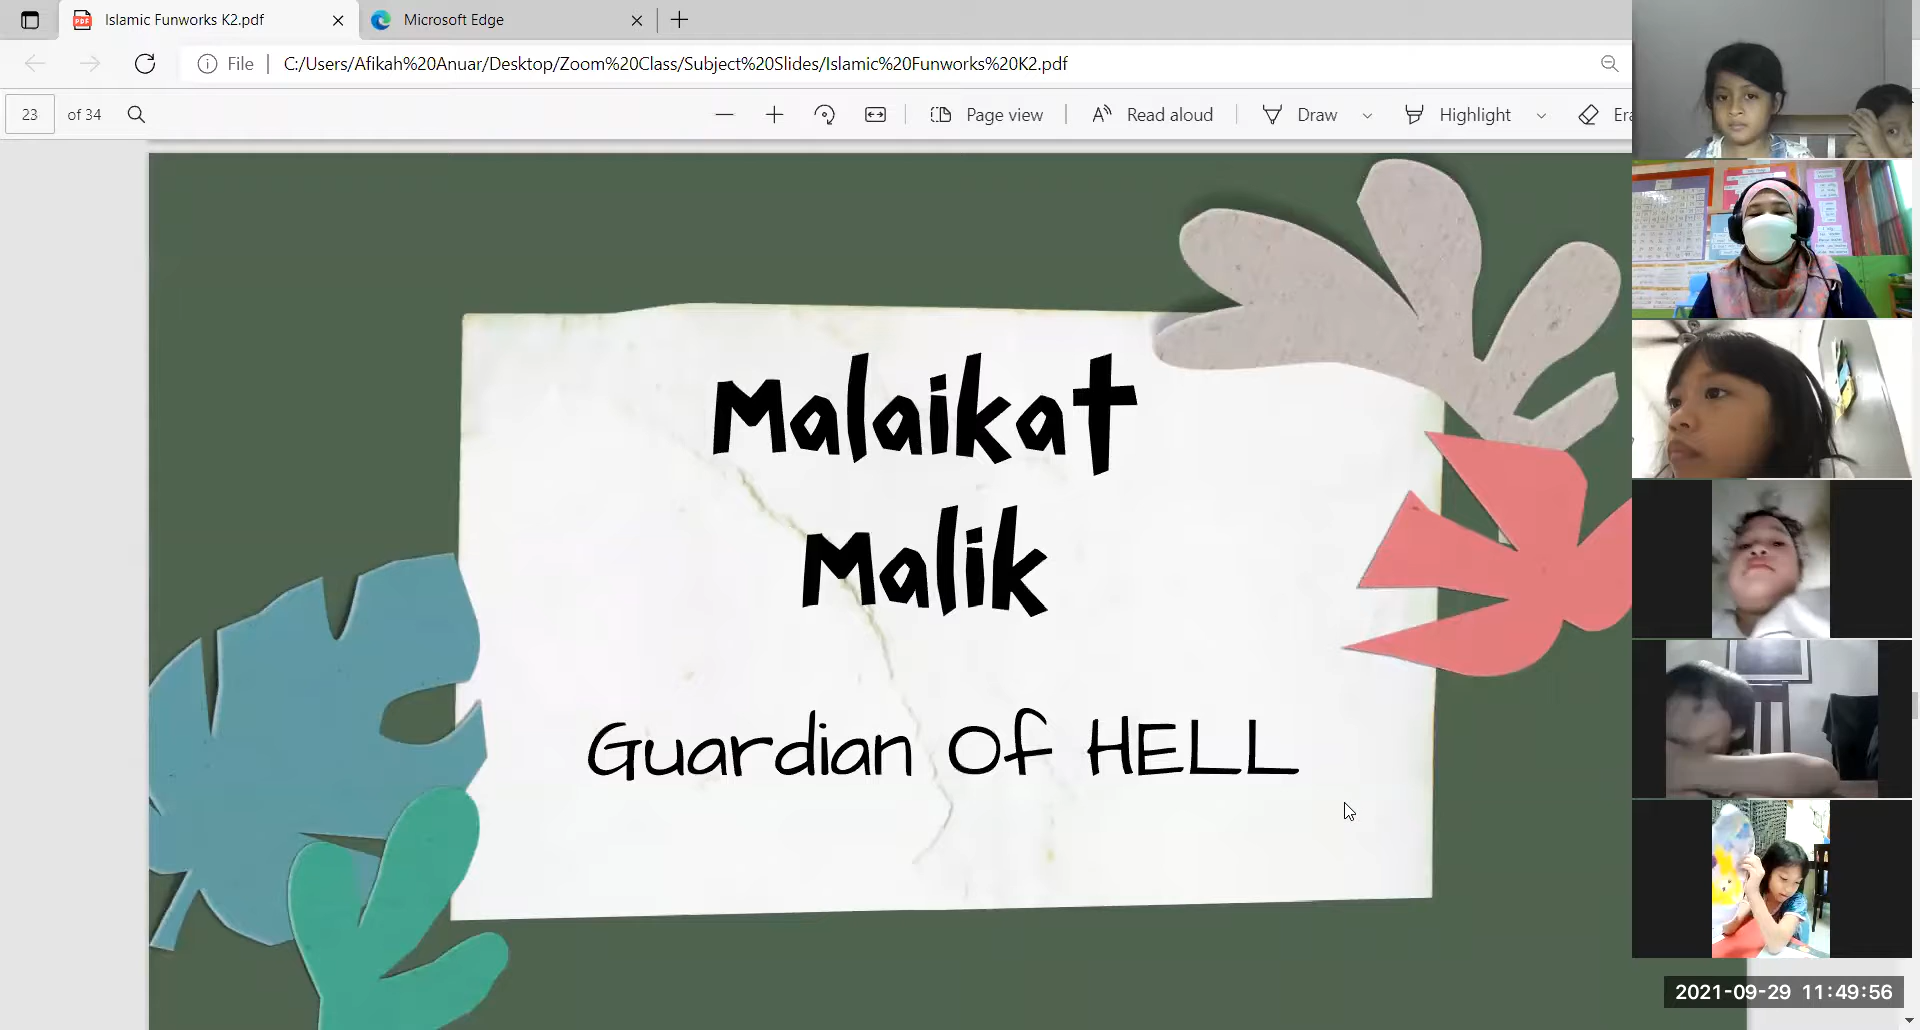 Islamic Funworks K2.pdf
Microsoft Edge
File
C:/Users/Afikah%20Anuar/Desktop/Zoom%20Class/Subject%20Slides/Islamic%20Funworks%20K2.pdf
23 of 34
Page view
Read aloud
Draw
Highlight
Malaikat
Malik
Guardian Of HELL
2021-09-29 11:49:56